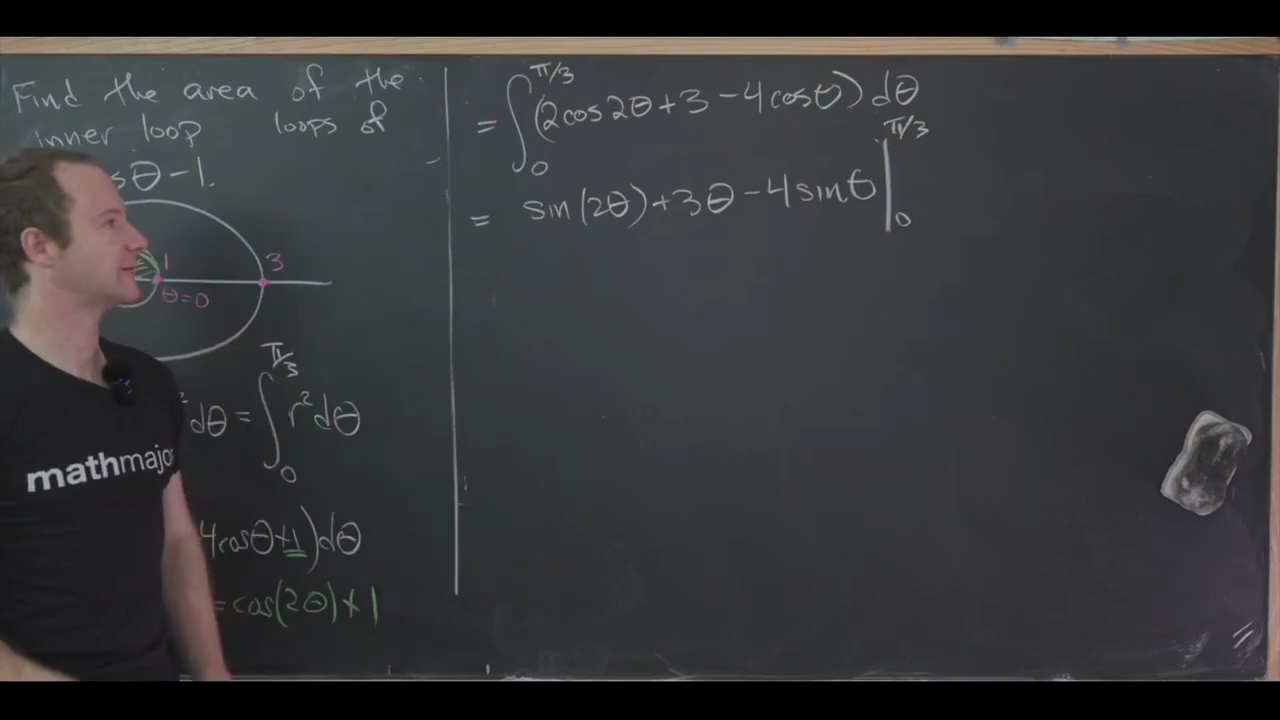 Find the area of the
inner loop loops of
sθ-1.
1
3
θ=0
dθ = ∫₀^{π/3} r²dθ
4cosθ+1)dθ
= cos(2θ)+1
mathmajo
= ∫₀^{π/3} (2cos2θ+3-4cosθ) dθ
= sin(2θ)+3θ-4sinθ |₀^{π/3}